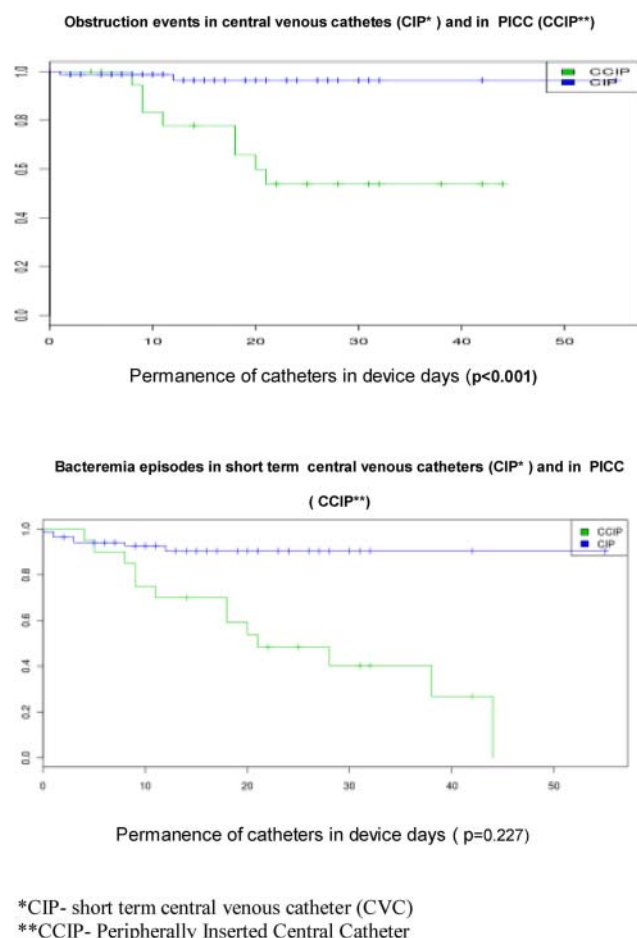 Obstruction events in central venous cathetes (CIP* ) and in PICC (CCIP**)
CCIP
CIP
1.0
0.8
0.6
0.4
0.2
0.0
0 10 20 30 40 50
Permanence of catheters in device days (p<0.001)
Bacteremia episodes in short term central venous catheters (CIP* ) and in PICC
( CCIP**)
CCIP
CIP
1.0
0.8
0.6
0.4
0.2
0.0
0 10 20 30 40 50
Permanence of catheters in device days ( p=0.227)
*CIP- short term central venous catheter (CVC)
**CCIP- Peripherally Inserted Central Catheter